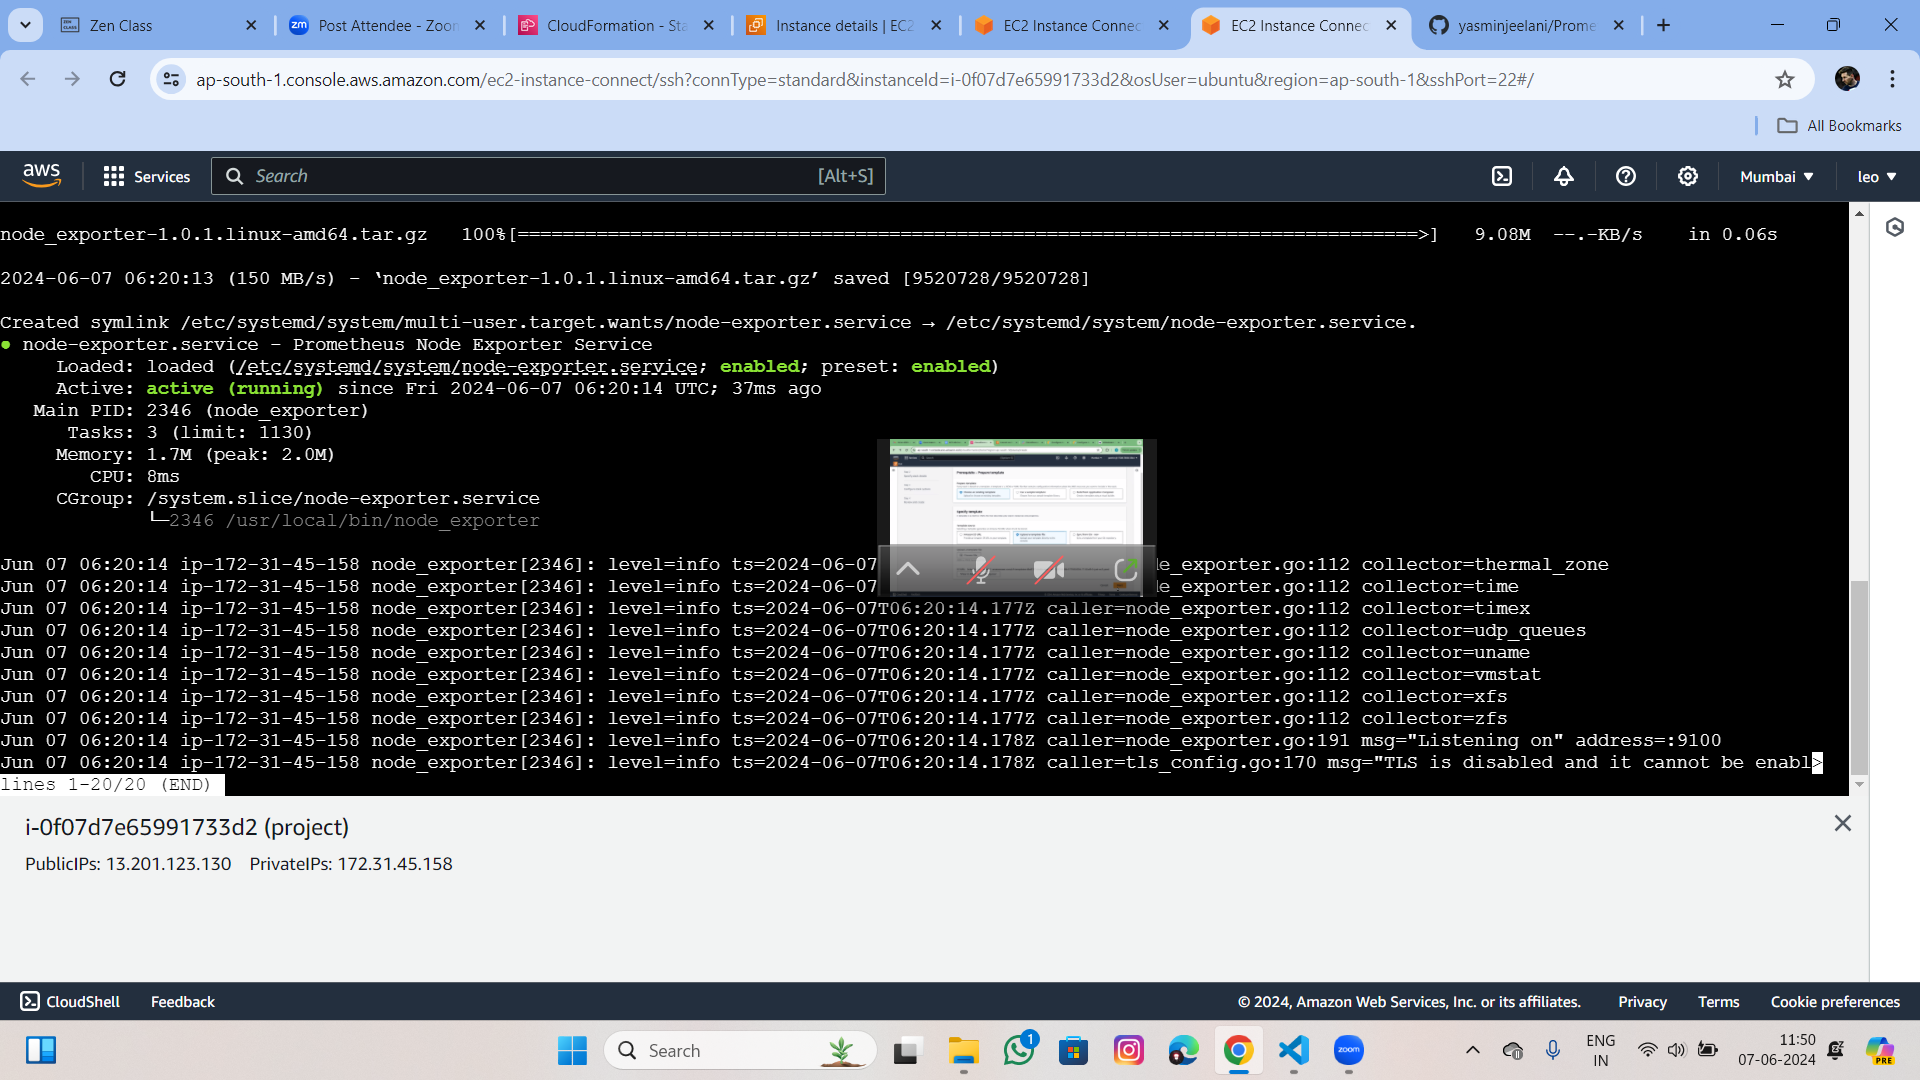 Zen Class
zm Post Attendee - Zoom
CloudFormation - Sta
Instance details | EC2
EC2 Instance Connec
EC2 Instance Connec
yasminjeelani/Prome
ap-south-1.console.aws.amazon.com/ec2-instance-connect/ssh?connType=standard&instanceId=i-0f07d7e65991733d2&osUser=ubuntu&region=ap-south-1&sshPort=22#/
All Bookmarks
aws Services Search [Alt+S] Mumbai leo
node_exporter-1.0.1.linux-amd64.tar.gz 100%[================================================================================>] 9.08M --.-KB/s in 0.06s
2024-06-07 06:20:13 (150 MB/s) - ‘node_exporter-1.0.1.linux-amd64.tar.gz’ saved [9520728/9520728]
Created symlink /etc/systemd/system/multi-user.target.wants/node-exporter.service → /etc/systemd/system/node-exporter.service.
● node-exporter.service - Prometheus Node Exporter Service
Loaded: loaded (/etc/systemd/system/node-exporter.service; enabled; preset: enabled)
Active: active (running) since Fri 2024-06-07 06:20:14 UTC; 37ms ago
Main PID: 2346 (node_exporter)
Tasks: 3 (limit: 1130)
Memory: 1.7M (peak: 2.0M)
CPU: 8ms
CGroup: /system.slice/node-exporter.service
└─2346 /usr/local/bin/node_exporter
Jun 07 06:20:14 ip-172-31-45-158 node_exporter[2346]: level=info ts=2024-06-07 e_exporter.go:112 collector=thermal_zone
Jun 07 06:20:14 ip-172-31-45-158 node_exporter[2346]: level=info ts=2024-06-07 e_exporter.go:112 collector=time
Jun 07 06:20:14 ip-172-31-45-158 node_exporter[2346]: level=info ts=2024-06-07T06:20:14.177Z caller=node_exporter.go:112 collector=timex
Jun 07 06:20:14 ip-172-31-45-158 node_exporter[2346]: level=info ts=2024-06-07T06:20:14.177Z caller=node_exporter.go:112 collector=udp_queues
Jun 07 06:20:14 ip-172-31-45-158 node_exporter[2346]: level=info ts=2024-06-07T06:20:14.177Z caller=node_exporter.go:112 collector=uname
Jun 07 06:20:14 ip-172-31-45-158 node_exporter[2346]: level=info ts=2024-06-07T06:20:14.177Z caller=node_exporter.go:112 collector=vmstat
Jun 07 06:20:14 ip-172-31-45-158 node_exporter[2346]: level=info ts=2024-06-07T06:20:14.177Z caller=node_exporter.go:112 collector=xfs
Jun 07 06:20:14 ip-172-31-45-158 node_exporter[2346]: level=info ts=2024-06-07T06:20:14.177Z caller=node_exporter.go:112 collector=zfs
Jun 07 06:20:14 ip-172-31-45-158 node_exporter[2346]: level=info ts=2024-06-07T06:20:14.178Z caller=node_exporter.go:191 msg="Listening on" address=:9100
Jun 07 06:20:14 ip-172-31-45-158 node_exporter[2346]: level=info ts=2024-06-07T06:20:14.178Z caller=tls_config.go:170 msg="TLS is disabled and it cannot be enabl>
lines 1-20/20 (END)
i-0f07d7e65991733d2 (project)
PublicIPs: 13.201.123.130 PrivateIPs: 172.31.45.158
CloudShell Feedback © 2024, Amazon Web Services, Inc. or its affiliates. Privacy Terms Cookie preferences
Search 1 zoom ENG IN 11:50 07-06-2024 PRE